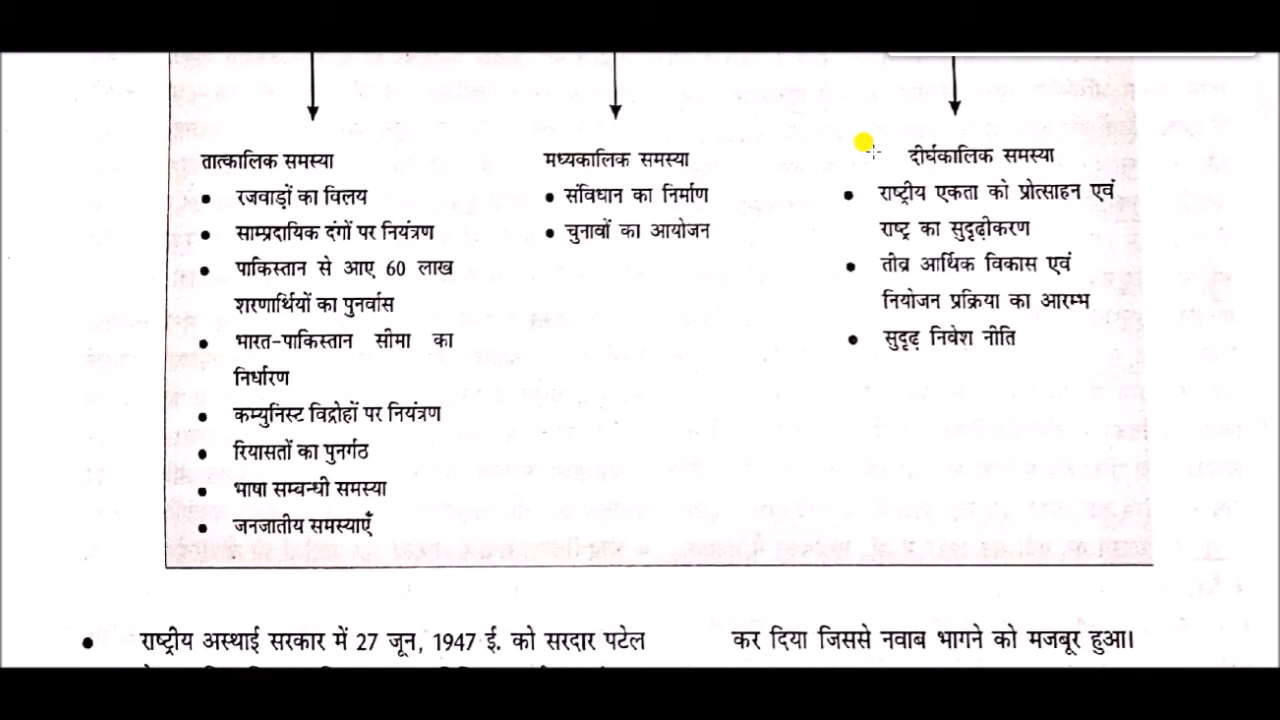 तात्कालिक समस्या
• रजवाड़ों का विलय
• साम्प्रदायिक दंगों पर नियंत्रण
• पाकिस्तान से आए 60 लाख
शरणार्थियों का पुनर्वास
• भारत-पाकिस्तान सीमा का
निर्धारण
• कम्युनिस्ट विद्रोहों पर नियंत्रण
• रियासतों का पुनर्गठ
• भाषा सम्बन्धी समस्या
• जनजातीय समस्याएँ
मध्यकालिक समस्या
• संविधान का निर्माण
• चुनावों का आयोजन
दीर्घकालिक समस्या
• राष्ट्रीय एकता को प्रोत्साहन एवं
राष्ट्र का सुदृढ़ीकरण
• तीव्र आर्थिक विकास एवं
नियोजन प्रक्रिया का आरम्भ
• सुदृढ़ निवेश नीति
• राष्ट्रीय अस्थाई सरकार में 27 जून, 1947 ई. को सरदार पटेल
कर दिया जिससे नवाब भागने को मजबूर हुआ।